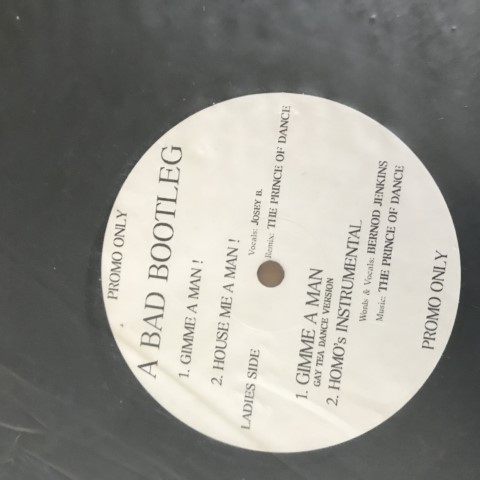 PROMO ONLY
A BAD BOOTLEG
1. GIMME A MAN !
2. HOUSE ME A MAN !
Vocals: JOSEY B.
Remix: THE PRINCE OF DANCE
LADIES SIDE
1. GIMME A MAN
GAY TEA DANCE VERSION
2. HOMO's INSTRUMENTAL
Words & Vocals: BERNOD JENKINS
Music: THE PRINCE OF DANCE
PROMO ONLY